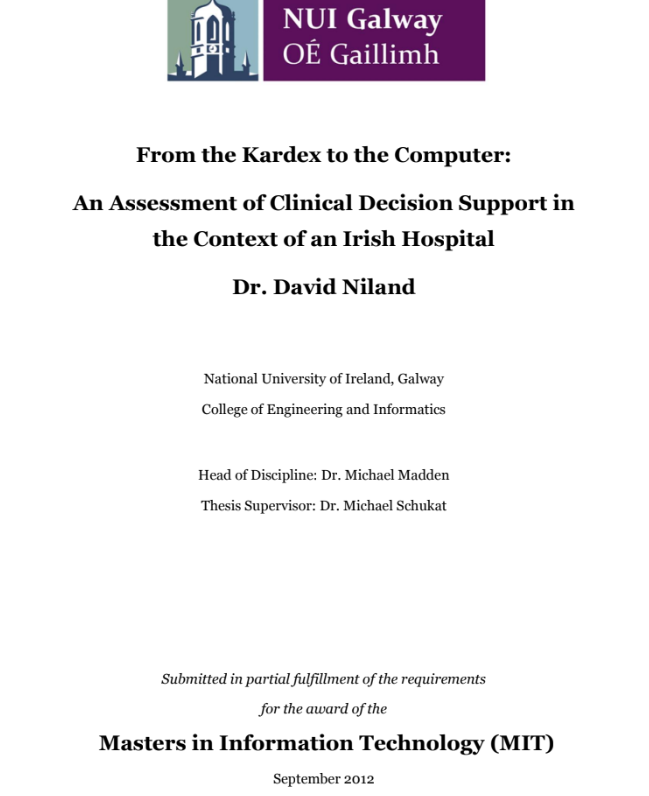 NUI Galway
OÉ Gaillimh
From the Kardex to the Computer:
An Assessment of Clinical Decision Support in
the Context of an Irish Hospital
Dr. David Niland
National University of Ireland, Galway
College of Engineering and Informatics
Head of Discipline: Dr. Michael Madden
Thesis Supervisor: Dr. Michael Schukat
Submitted in partial fulfillment of the requirements
for the award of the
Masters in Information Technology (MIT)
September 2012